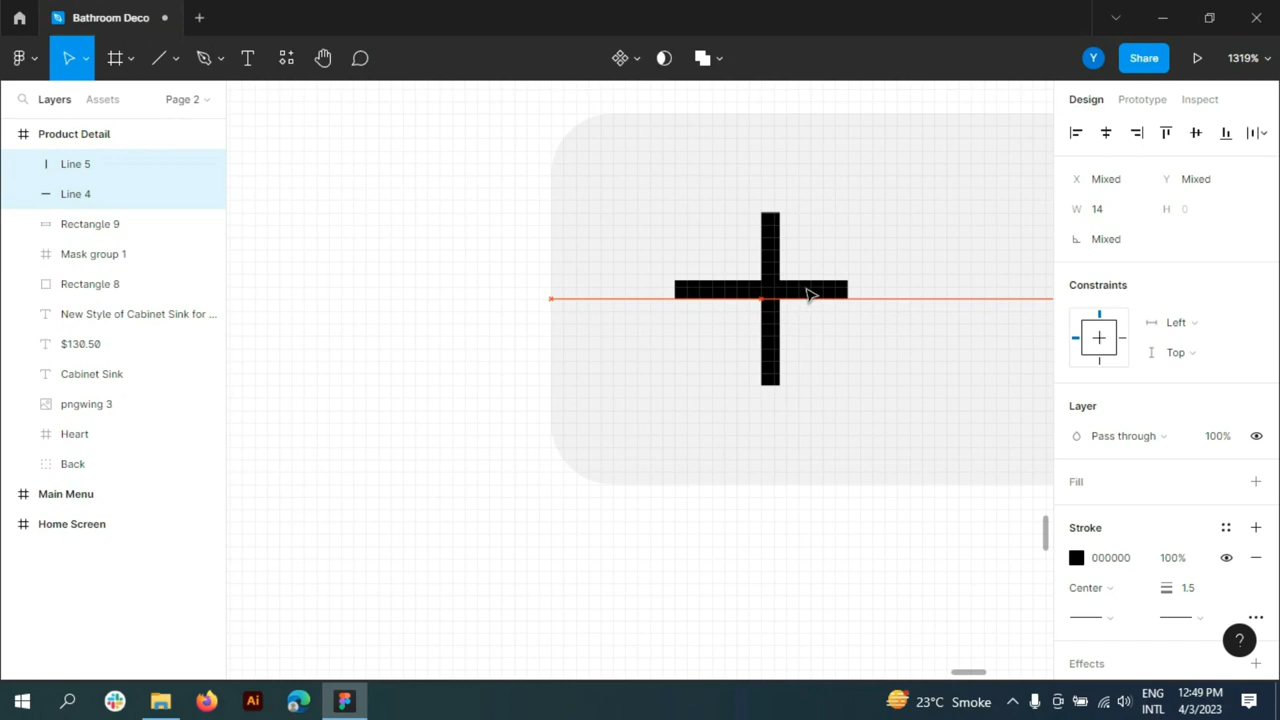 Bathroom Deco
Y
Share
1319%
Layers
Assets
Page 2
Design
Prototype
Inspect
Product Detail
Line 5
Line 4
Rectangle 9
Mask group 1
Rectangle 8
New Style of Cabinet Sink for ...
$130.50
Cabinet Sink
pngwing 3
Heart
Back
Main Menu
Home Screen
X Mixed
Y Mixed
W 14
H 0
Mixed
Constraints
Left
Top
Layer
Pass through
100%
Fill
Stroke
000000
100%
Center
1.5
?
Effects
Ai
23°C Smoke
ENG
INTL
12:49 PM
4/3/2023